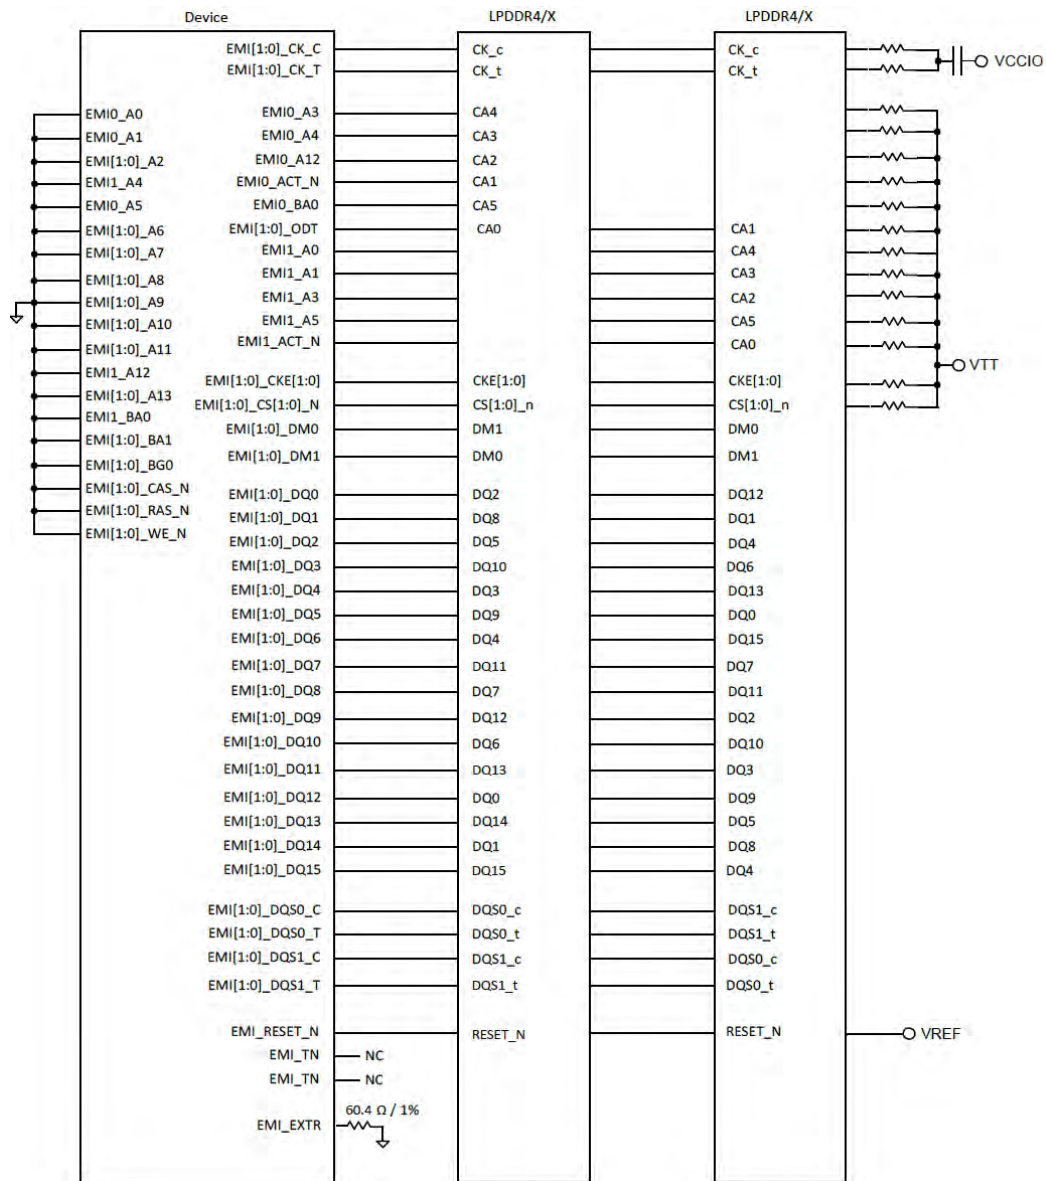 Device LPDDR4/X LPDDR4/X
EMI[1:0]_CK_C CK_c CK_c VCCIO
EMI[1:0]_CK_T CK_t CK_t
EMI0_A0 EMI0_A3 CA4
EMI0_A1 EMI0_A4 CA3
EMI[1:0]_A2 EMI0_A12 CA2
EMI1_A4 EMI0_ACT_N CA1
EMI0_A5 EMI0_BA0 CA5
EMI[1:0]_A6 EMI[1:0]_ODT CA0 CA1
EMI[1:0]_A7 EMI1_A0 CA4
EMI[1:0]_A8 EMI1_A1 CA3
EMI[1:0]_A9 EMI1_A3 CA2
EMI[1:0]_A10 EMI1_A5 CA5
EMI[1:0]_A11 EMI1_ACT_N CA0
EMI1_A12 EMI[1:0]_CKE[1:0] CKE[1:0] CKE[1:0] VTT
EMI[1:0]_A13 EMI[1:0]_CS[1:0]_N CS[1:0]_n CS[1:0]_n
EMI1_BA0 EMI[1:0]_DM0 DM1 DM0
EMI[1:0]_BA1
EMI[1:0]_BG0 EMI[1:0]_DM1 DM0 DM1
EMI[1:0]_CAS_N EMI[1:0]_DQ0 DQ2 DQ12
EMI[1:0]_RAS_N EMI[1:0]_DQ1 DQ8 DQ1
EMI[1:0]_WE_N EMI[1:0]_DQ2 DQ5 DQ4
EMI[1:0]_DQ3 DQ10 DQ6
EMI[1:0]_DQ4 DQ3 DQ13
EMI[1:0]_DQ5 DQ9 DQ0
EMI[1:0]_DQ6 DQ4 DQ15
EMI[1:0]_DQ7 DQ11 DQ7
EMI[1:0]_DQ8 DQ7 DQ11
EMI[1:0]_DQ9 DQ12 DQ2
EMI[1:0]_DQ10 DQ6 DQ10
EMI[1:0]_DQ11 DQ13 DQ3
EMI[1:0]_DQ12 DQ0 DQ9
EMI[1:0]_DQ13 DQ14 DQ5
EMI[1:0]_DQ14 DQ1 DQ8
EMI[1:0]_DQ15 DQ15 DQ4
EMI[1:0]_DQS0_C DQS0_c DQS1_c
EMI[1:0]_DQS0_T DQS0_t DQS1_t
EMI[1:0]_DQS1_C DQS1_c DQS0_c
EMI[1:0]_DQS1_T DQS1_t DQS0_t
EMI_RESET_N RESET_N RESET_N VREF
EMI_TN NC
EMI_TN NC
60.4 Ω / 1%
EMI_EXTR